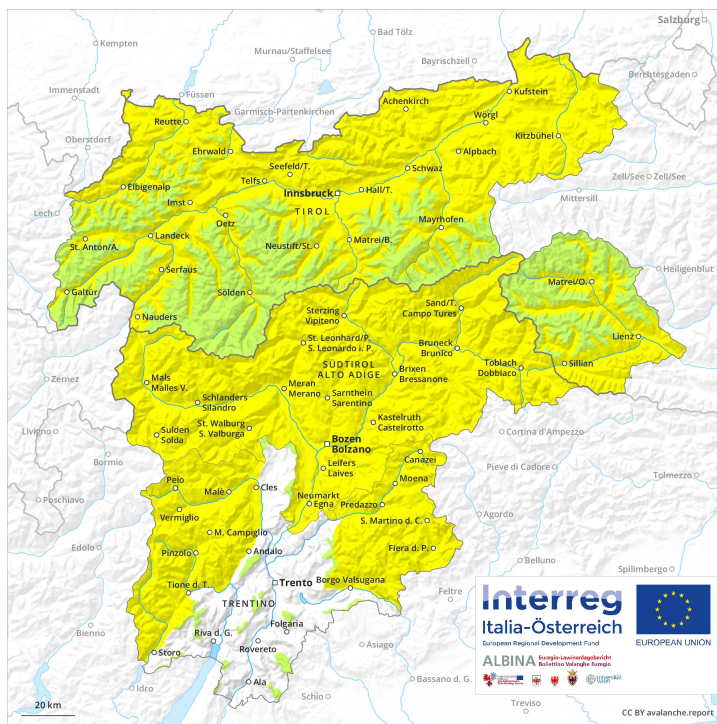 Salzburg
Bad Tölz
Kempten
Murnau/Staffelsee
Bayrischzell
Berchtesgaden
Immenstadt
Füssen
Achenkirch
Kufstein
Garmisch-Partenkirchen
Reutte
Wörgl
Oberstdorf
Ehrwald
Kitzbühel
Alpbach
Seefeld/T.
Schwaz
Zell/See
Zell/See
Elbigenalp
Telfs
Innsbruck
Hall/T.
Mittersill
Imst
Lech
TIROL
Oetz
Mayrhofen
St. Anton/A.
Landeck
Neustift/St.
Matrei/B.
Serfaus
Heiligenblut
Galtür
Sölden
Matrei/O.
Nauders
Sand/T.
Campo Tures
Sterzing
Vipiteno
Lienz
St. Leonhard/P.
S. Leonardo i. P.
Bruneck
Brunico
Sillian
Toblach
Dobbiaco
SÜDTIROL
ALTO ADIGE
Brixen
Bressanone
Zernez
Mals
Malles V.
Meran
Merano
Schlanders
Silandro
Sarnthein
Sarentino
Kastelruth
Castelrotto
St. Walburg
S. Valburga
Livigno
Sulden
Solda
Cortina d'Ampezzo
Bozen
Bolzano
Bormio
Canazei
Leifers
Laives
Pieve di Cadore
Tolmezzo
Poschiavo
Peio
Malè
Cles
Moena
Neumarkt
Egna
Predazzo
Vermiglio
Agordo
S. Martino d. C.
M. Campiglio
Edolo
Pinzolo
Andalo
Fiera d. P.
Belluno
Spilimbergo
Trento
Borgo Valsugana
Tione d. T.
Feltre
TRENTINO
Bienno
Riva d. G.
Folgaria
Rovereto
Asiago
Storo
Idro
Ala
Schio
Bassano d. G.
Treviso
Interreg
Italia-Österreich
European Regional Development Fund
EUROPEAN UNION
ALBINA
Euregio-Lawinenlagebericht
Bollettino Valanghe Euregio
20 km
CC BY avalanche.report